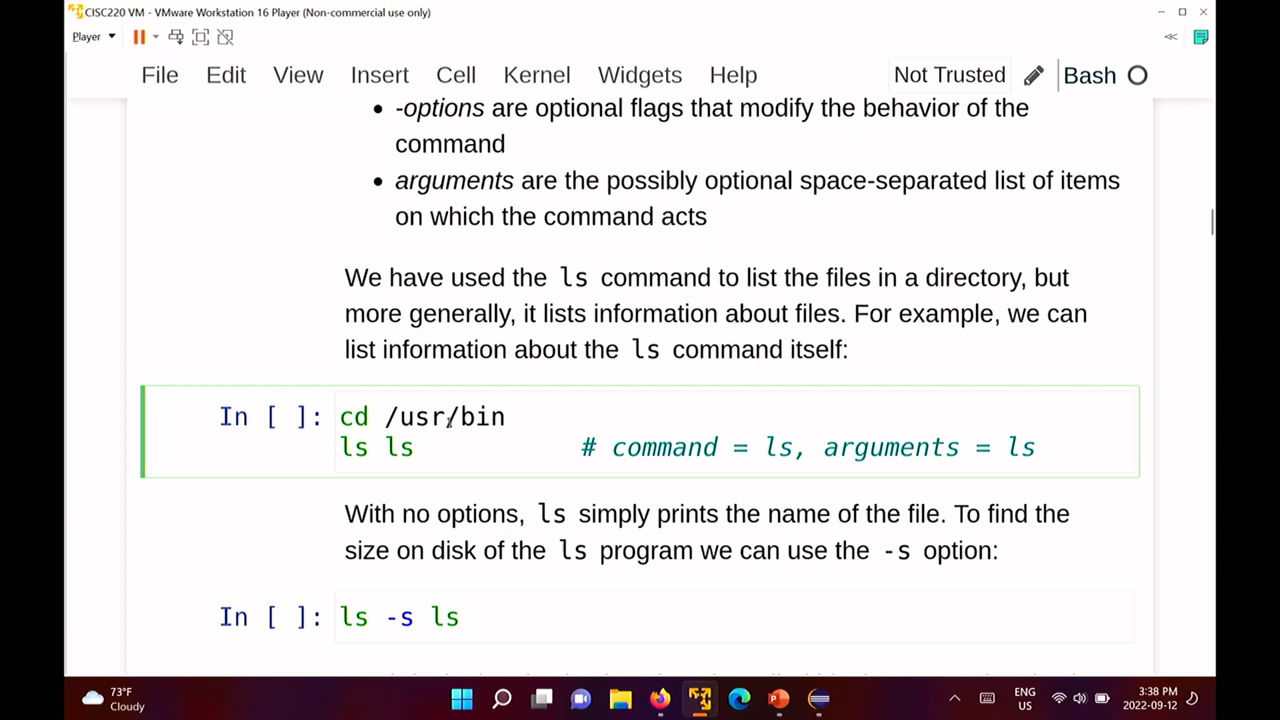 CISC220 VM - VMware Workstation 16 Player (Non-commercial use only)
Player
File Edit View Insert Cell Kernel Widgets Help Not Trusted Bash
• -options are optional flags that modify the behavior of the
command
• arguments are the possibly optional space-separated list of items
on which the command acts
We have used the ls command to list the files in a directory, but
more generally, it lists information about files. For example, we can
list information about the ls command itself:
In [ ]: cd /usr/bin
ls ls # command = ls, arguments = ls
With no options, ls simply prints the name of the file. To find the
size on disk of the ls program we can use the -s option:
In [ ]: ls -s ls
73°F
Cloudy
ENG
US
3:38 PM
2022-09-12